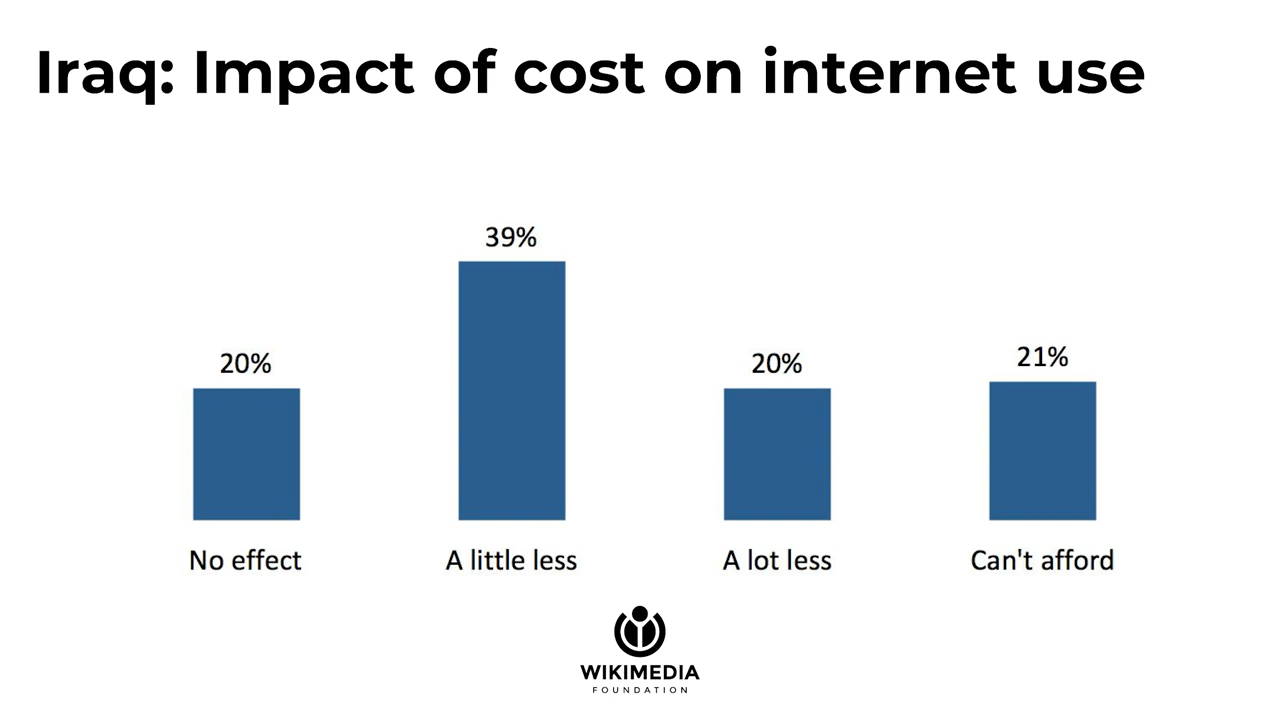 Iraq: Impact of cost on internet use
39%
20%
20%
21%
No effect
A little less
A lot less
Can't afford
WIKIMEDIA
FOUNDATION